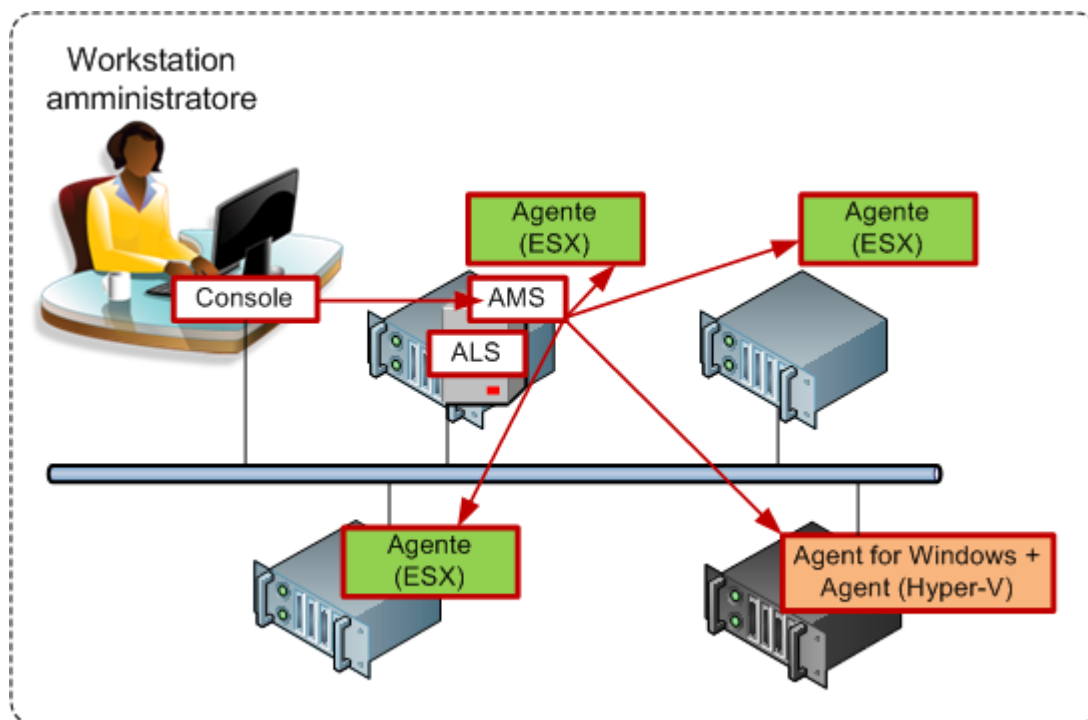 Workstation
amministratore
Agente
(ESX)
Agente
(ESX)
Console
AMS
ALS
Agente
(ESX)
Agent for Windows +
Agent (Hyper-V)